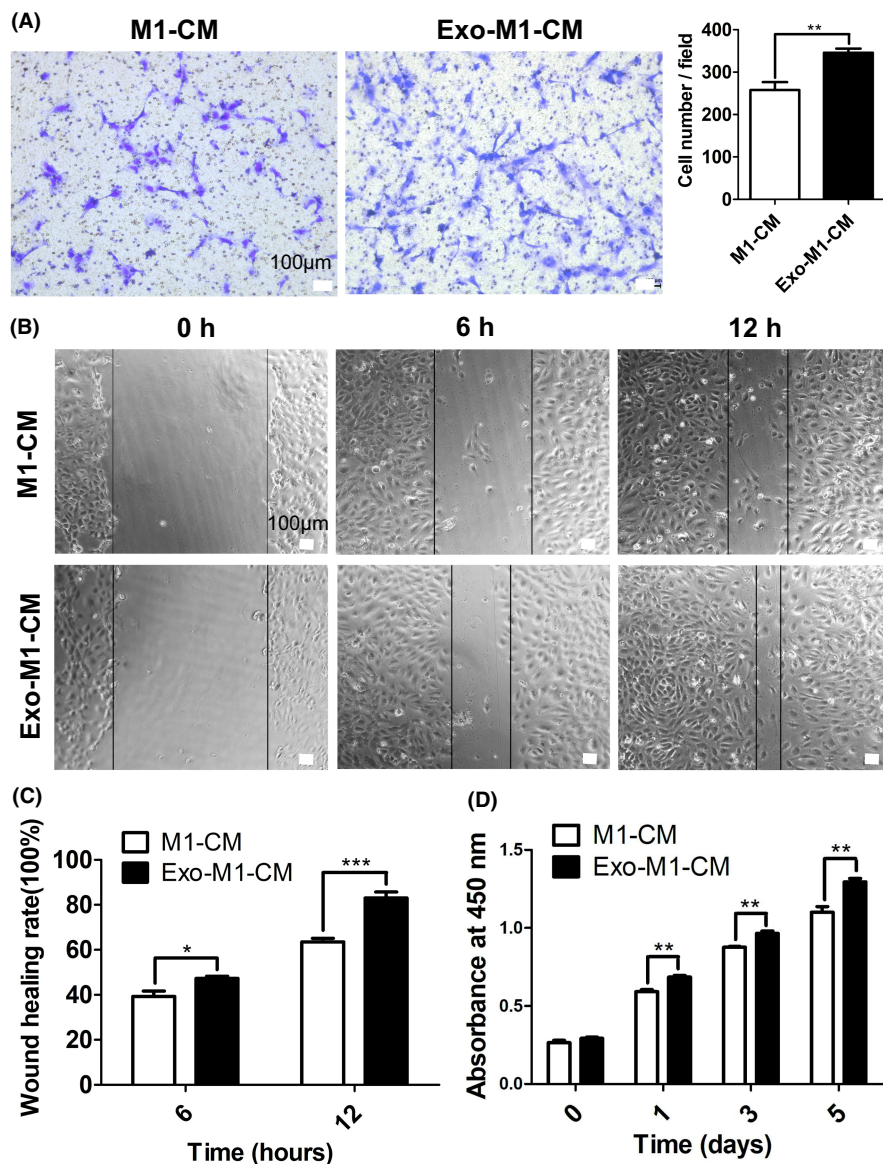 (A)
M1-CM
Exo-M1-CM
100μm
Cell number / field
400
300
200
100
0
**
M1-CM
Exo-M1-CM
(B)
0 h
6 h
12 h
M1-CM
100μm
Exo-M1-CM
(C)
M1-CM
Exo-M1-CM
Wound healing rate(100%)
100
80
60
40
20
0
*
***
6
12
Time (hours)
(D)
M1-CM
Exo-M1-CM
Absorbance at 450 nm
1.5
1.0
0.5
0.0
**
**
**
0
1
3
5
Time (days)